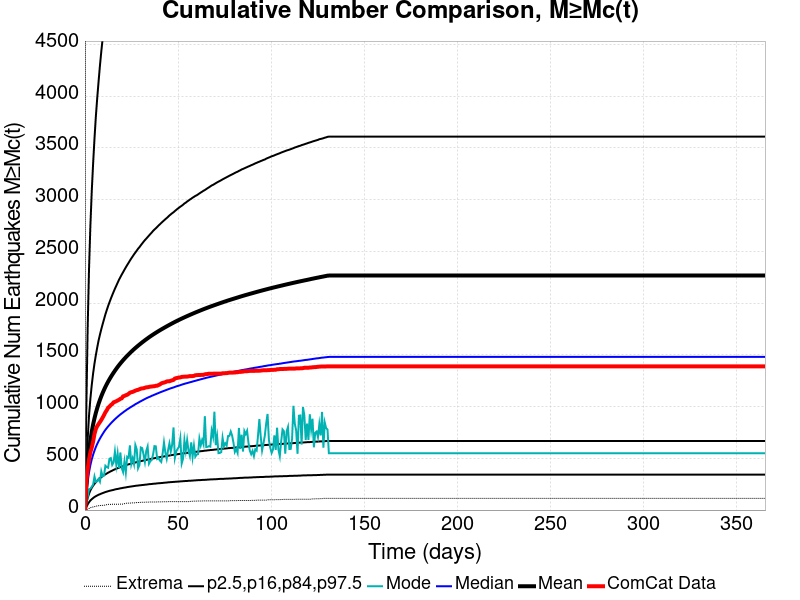 Cumulative Number Comparison, M≥Mc(t)
Cumulative Num Earthquakes M≥Mc(t)
4500
4000
3500
3000
2500
2000
1500
1000
500
0
0 50 100 150 200 250 300 350
Time (days)
Extrema p2.5,p16,p84,p97.5 Mode Median Mean ComCat Data